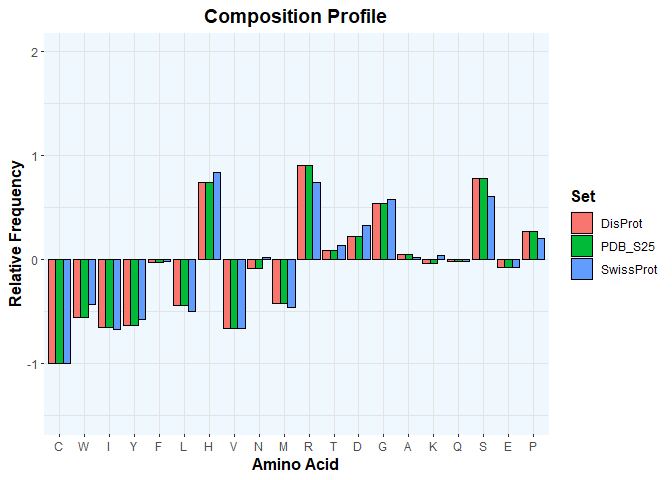 Composition Profile
2
1
0
-1
Relative Frequency
C W I Y F L H V N M R T D G A K Q S E P
Amino Acid
Set
DisProt
PDB_S25
SwissProt